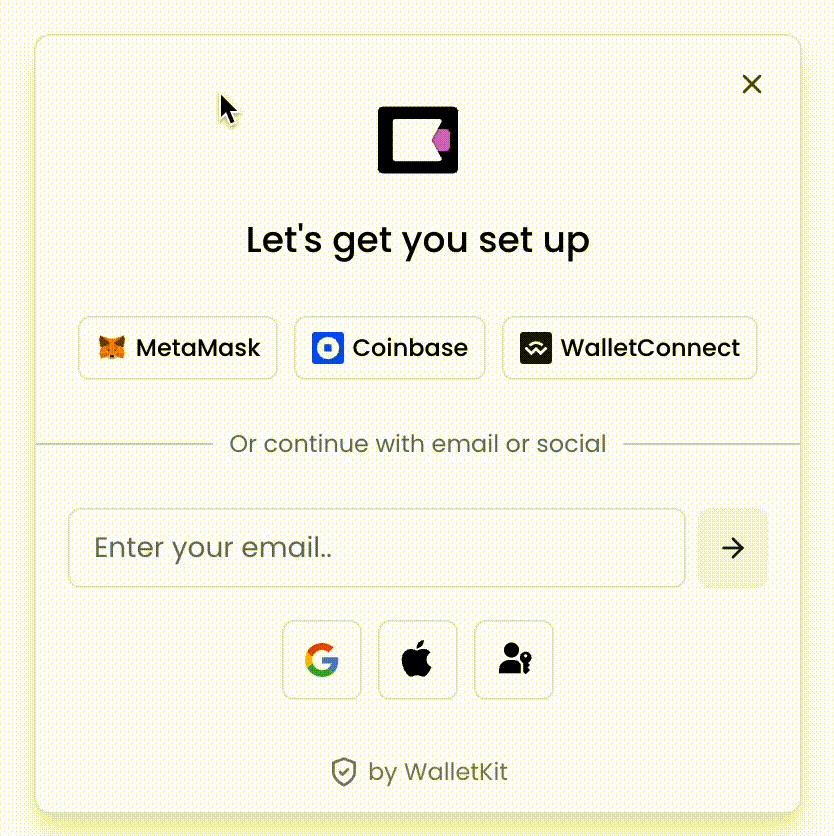 Let's get you set up
MetaMask Coinbase WalletConnect
Or continue with email or social
Enter your email..
by WalletKit